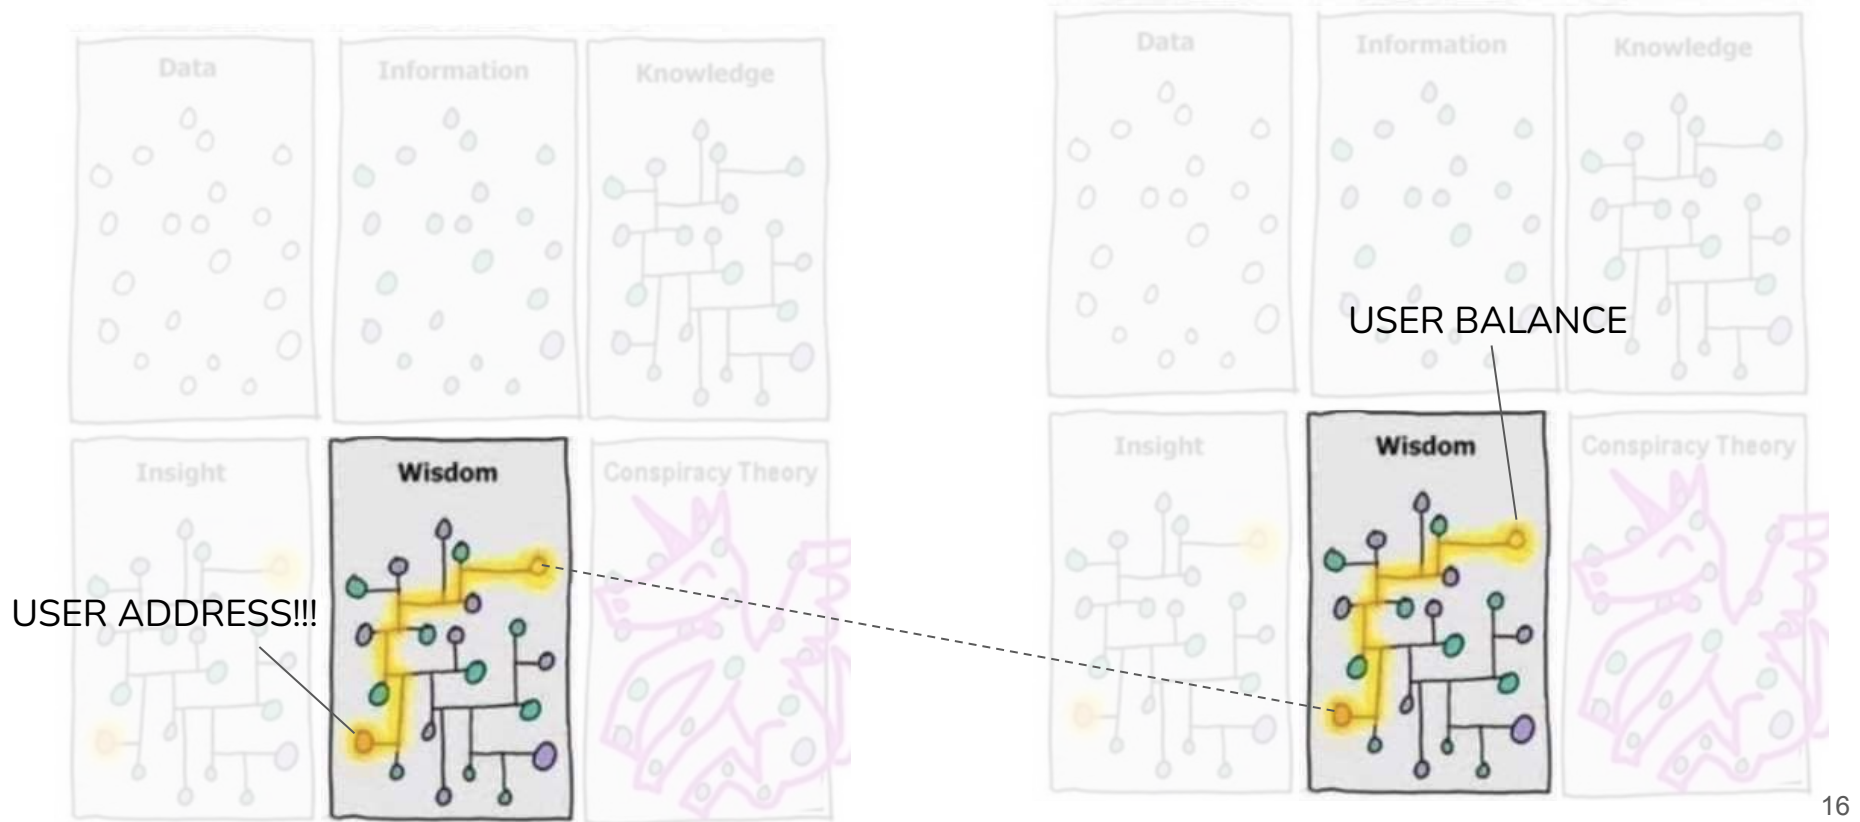 Data
Information
Knowledge
Insight
Wisdom
Conspiracy Theory
USER ADDRESS!!!
Data
Information
Knowledge
USER BALANCE
Insight
Wisdom
Conspiracy Theory
16